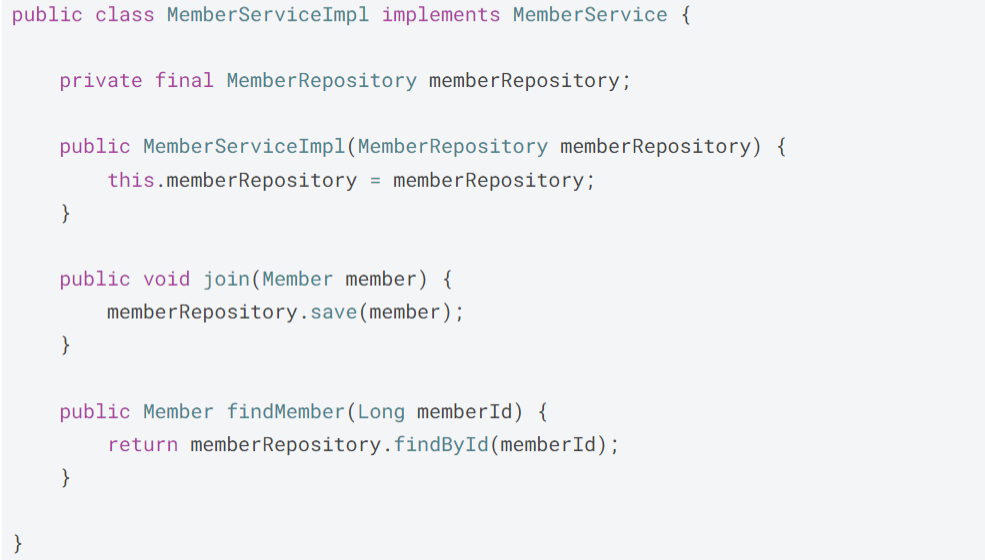 public class MemberServiceImpl implements MemberService {
    private final MemberRepository memberRepository;
    public MemberServiceImpl(MemberRepository memberRepository) {
        this.memberRepository = memberRepository;
    }
    public void join(Member member) {
        memberRepository.save(member);
    }
    public Member findMember(Long memberId) {
        return memberRepository.findById(memberId);
    }
}